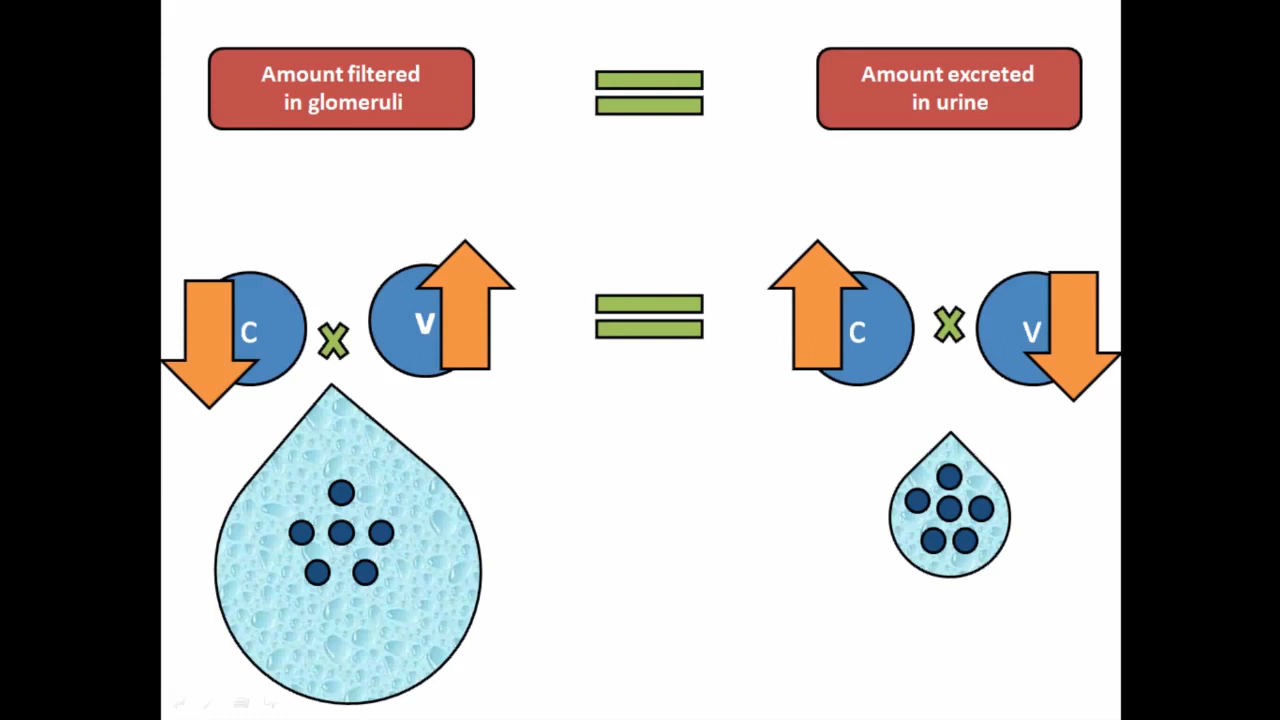 Amount filtered
in glomeruli
Amount excreted
in urine
C
V
C
V